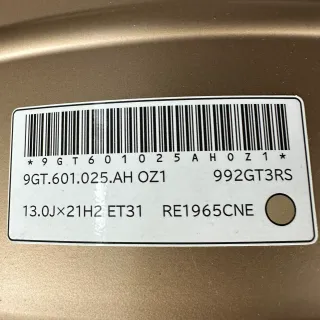 *9GT601025AHOZ1*
9GT.601.025.AH OZ1 992GT3RS
13.0J×21H2 ET31 RE1965CNE